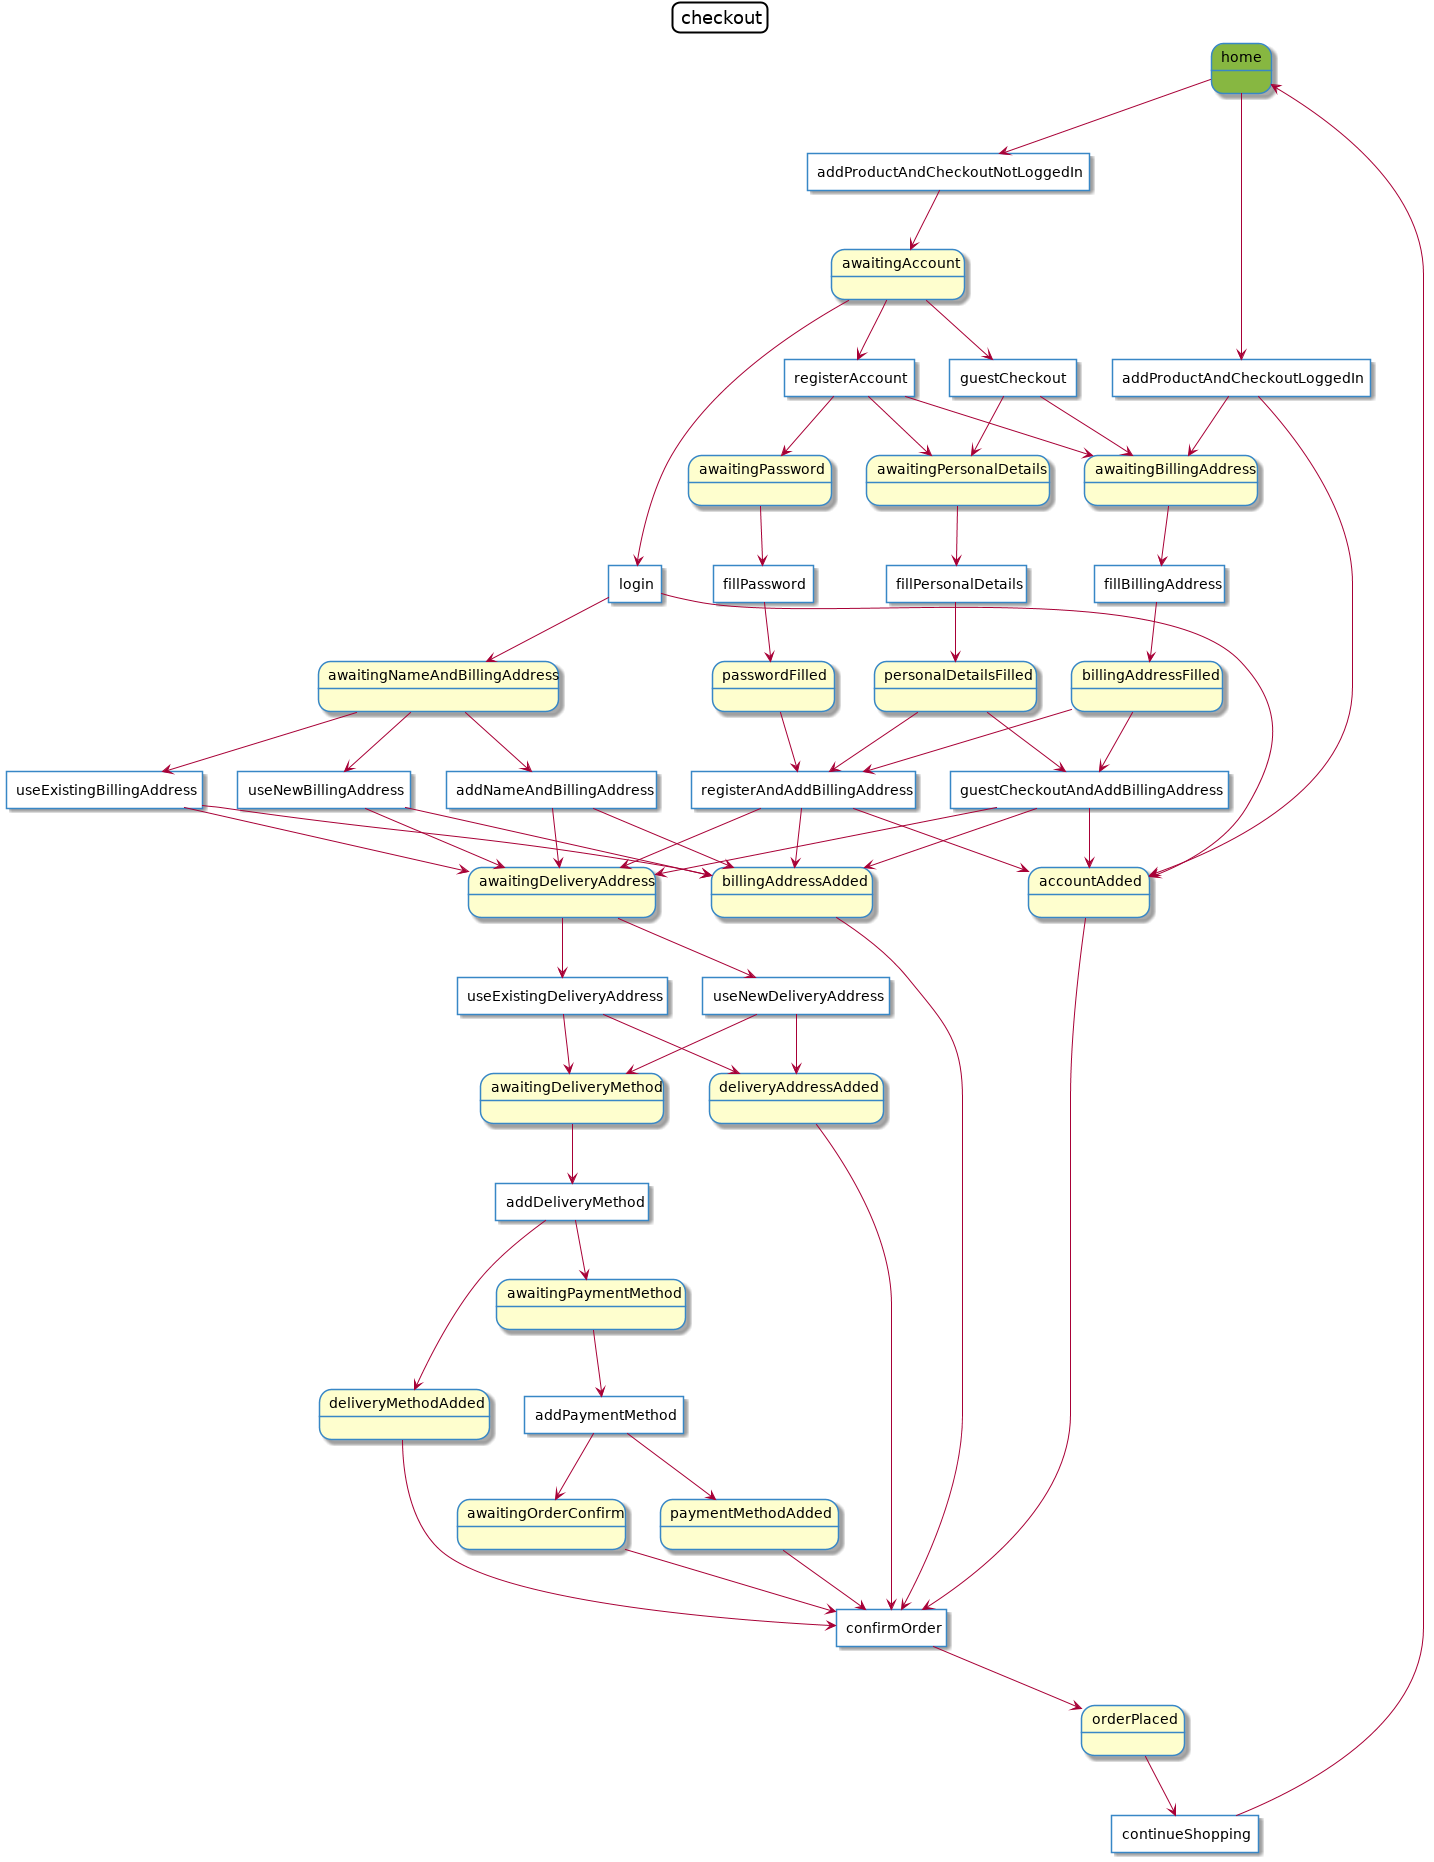 checkout
home
addProductAndCheckoutNotLoggedIn
awaitingAccount
registerAccount
guestCheckout
addProductAndCheckoutLoggedIn
awaitingPassword
awaitingPersonalDetails
awaitingBillingAddress
login
fillPassword
fillPersonalDetails
fillBillingAddress
awaitingNameAndBillingAddress
passwordFilled
personalDetailsFilled
billingAddressFilled
useExistingBillingAddress
useNewBillingAddress
addNameAndBillingAddress
registerAndAddBillingAddress
guestCheckoutAndAddBillingAddress
awaitingDeliveryAddress
billingAddressAdded
accountAdded
useExistingDeliveryAddress
useNewDeliveryAddress
awaitingDeliveryMethod
deliveryAddressAdded
addDeliveryMethod
awaitingPaymentMethod
deliveryMethodAdded
addPaymentMethod
awaitingOrderConfirm
paymentMethodAdded
confirmOrder
orderPlaced
continueShopping